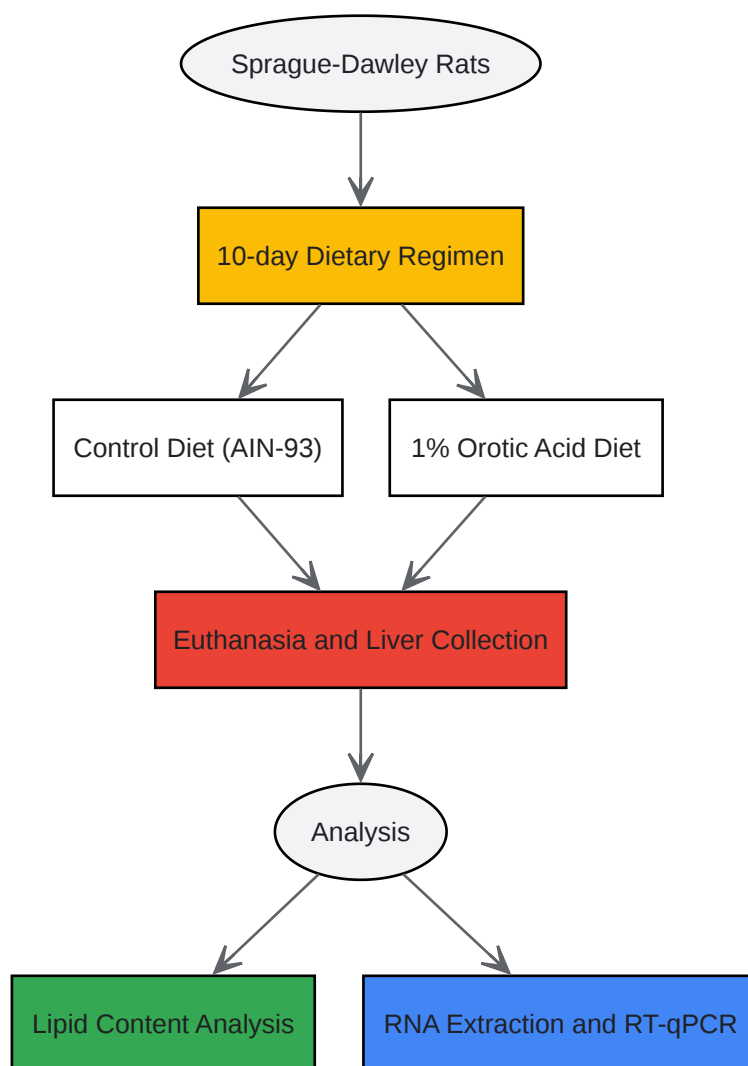 Sprague-Dawley Rats
10-day Dietary Regimen
Control Diet (AIN-93)
1% Orotic Acid Diet
Euthanasia and Liver Collection
Analysis
Lipid Content Analysis
RNA Extraction and RT-qPCR